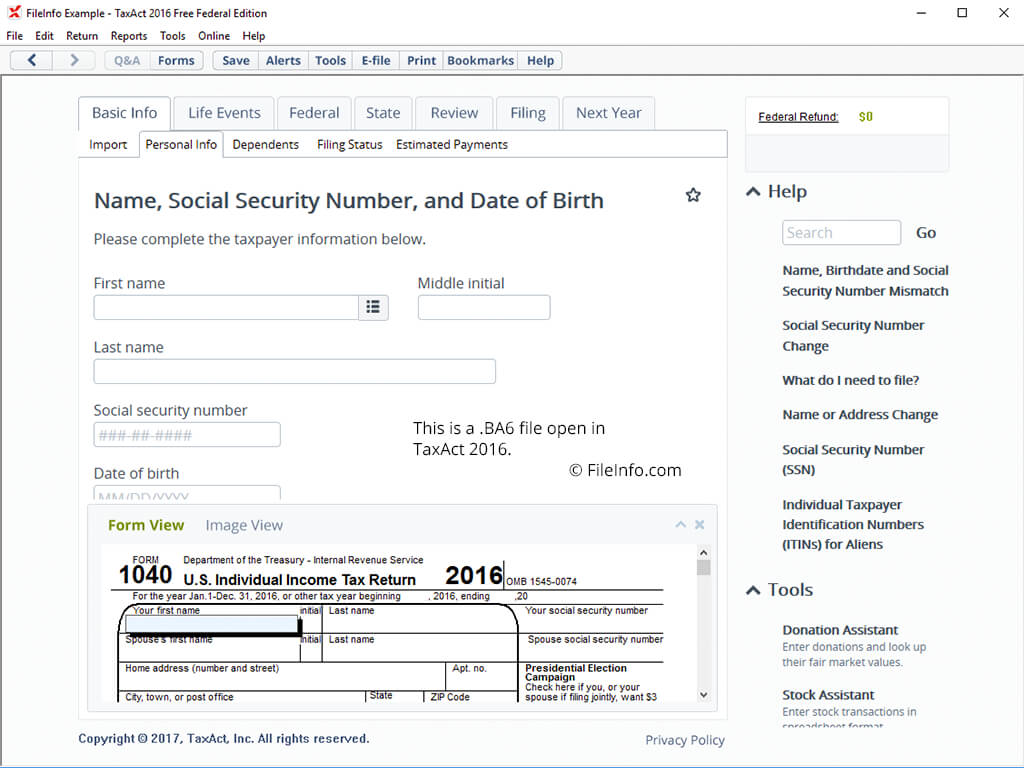 FileInfo Example - TaxAct 2016 Free Federal Edition
File Edit Return Reports Tools Online Help
Q&A Forms Save Alerts Tools E-file Print Bookmarks Help
Basic Info Life Events Federal State Review Filing Next Year
Import Personal Info Dependents Filing Status Estimated Payments
Name, Social Security Number, and Date of Birth
Please complete the taxpayer information below.
First name Middle initial
Last name
Social security number
###-##-####
Date of birth
MM/DD/YYYY
This is a .BA6 file open in
TaxAct 2016.
© FileInfo.com
Form View Image View
FORM
1040
Department of the Treasury - Internal Revenue Service
U.S. Individual Income Tax Return 2016 OMB 1545-0074
For the year Jan.1-Dec. 31, 2016, or other tax year beginning , 2016, ending ,20
Your first name initial Last name Your social security number
Spouse's first name initial Last name Spouse social security number
Home address (number and street) Apt. no.
City, town, or post office State ZIP Code
Presidential Election
Campaign
Check here if you, or your
spouse if filing jointly, want $3
Copyright © 2017, TaxAct, Inc. All rights reserved.
Privacy Policy
Federal Refund: $0
Help
Search Go
Name, Birthdate and Social
Security Number Mismatch
Social Security Number
Change
What do I need to file?
Name or Address Change
Social Security Number
(SSN)
Individual Taxpayer
Identification Numbers
(ITINs) for Aliens
Tools
Donation Assistant
Enter donations and look up
their fair market values.
Stock Assistant
Enter stock transactions in
spreadsheet format.